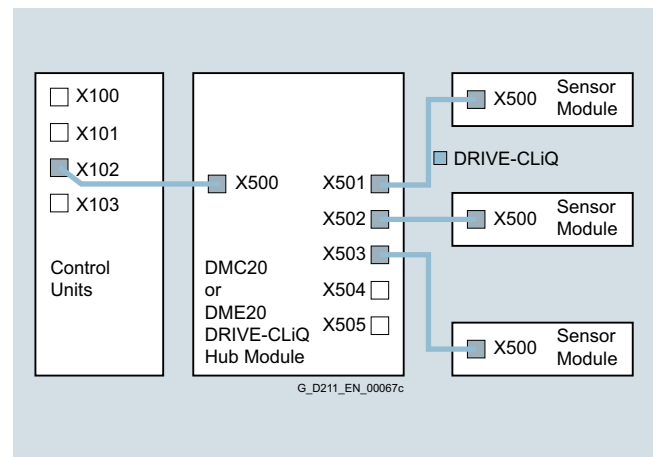 X100
X101
X102
X103
Control
Units
X500
X501
X502
X503
X504
X505
DMC20
or
DME20
DRIVE-CLiQ
Hub Module
X500
Sensor
Module
DRIVE-CLiQ
X500
Sensor
Module
X500
Sensor
Module
G_D211_EN_00067c